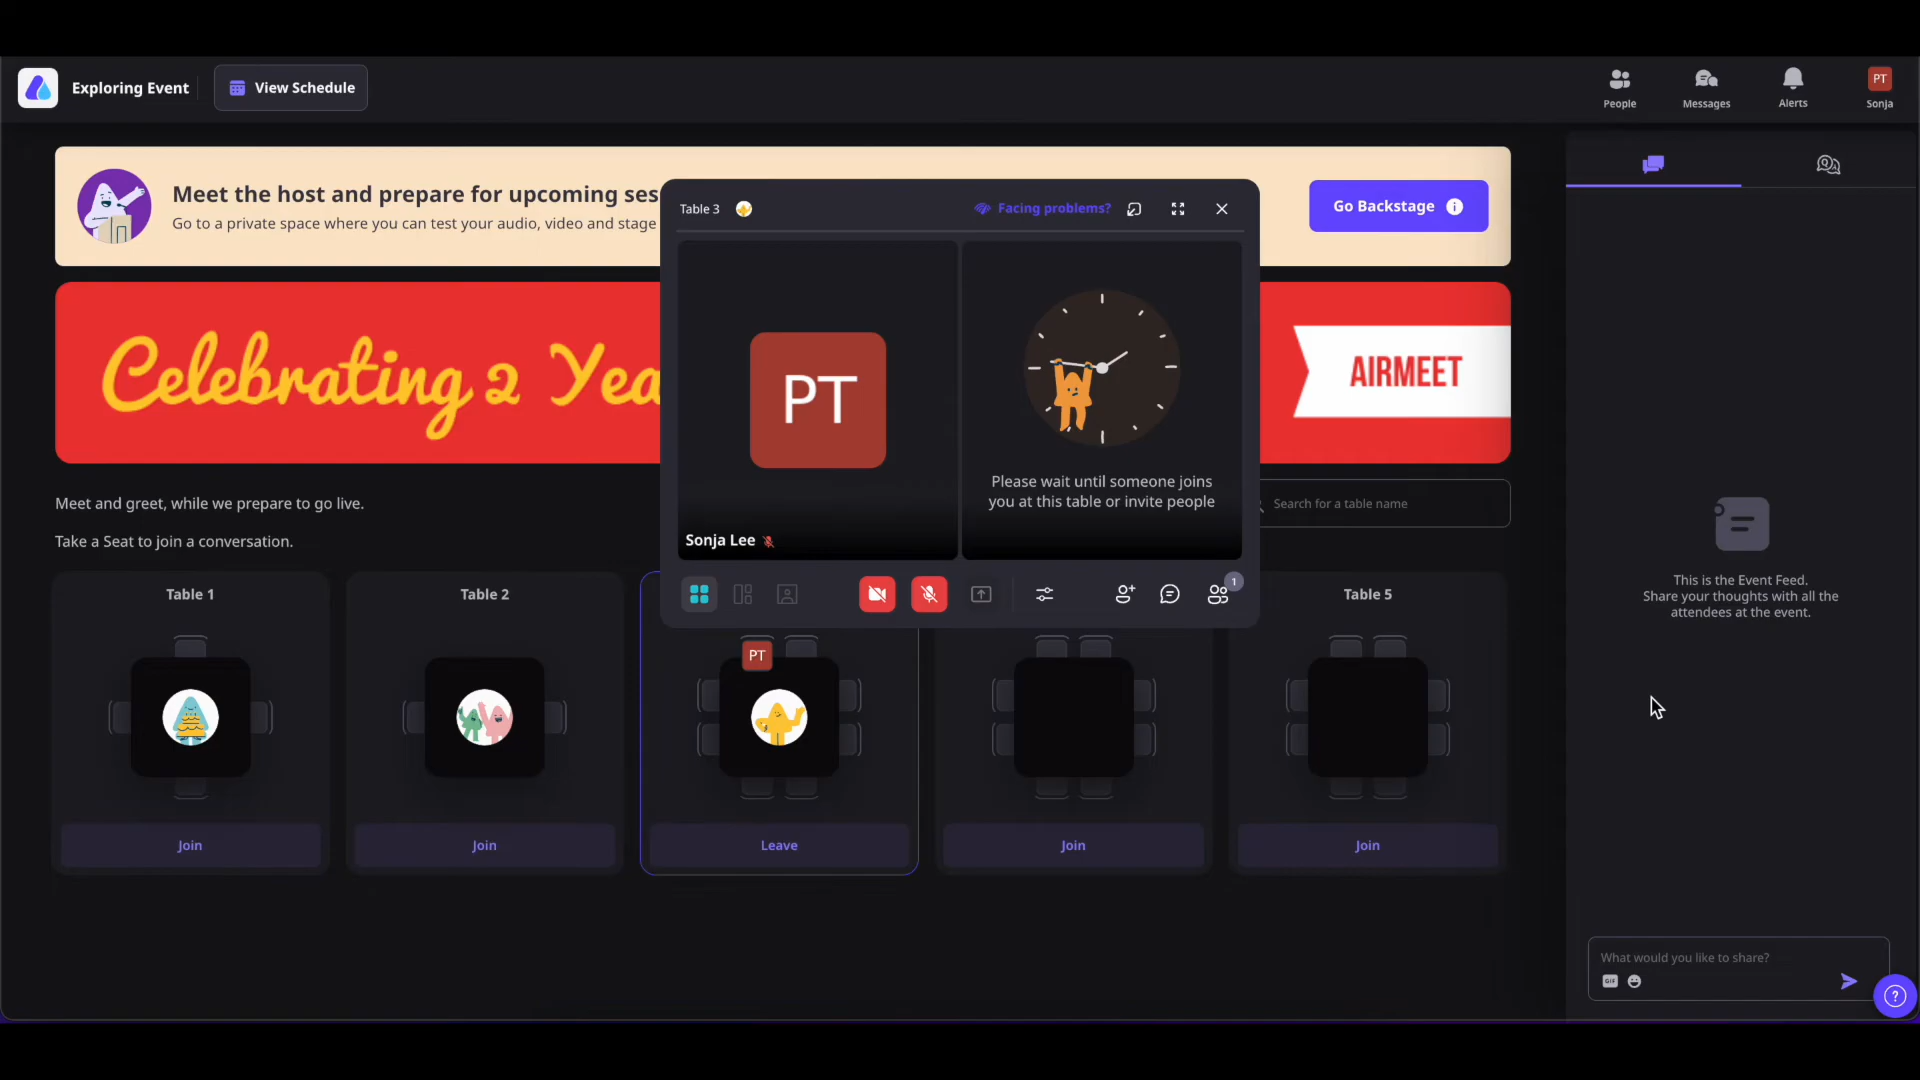 Exploring Event
View Schedule
People
Messages
Alerts
PT
Sonja
Meet the host and prepare for upcoming ses
Go to a private space where you can test your audio, video and stage
Go Backstage
i
Table 3
Facing problems?
Celebrating 2 Yea
AIRMEET
PT
Sonja Lee
Please wait until someone joins
you at this table or invite people
1
Meet and greet, while we prepare to go live.
Take a Seat to join a conversation.
Search for a table name
Table 1
Table 2
Table 5
PT
Join
Join
Leave
Join
Join
This is the Event Feed.
Share your thoughts with all the
attendees at the event.
What would you like to share?
GIF
?